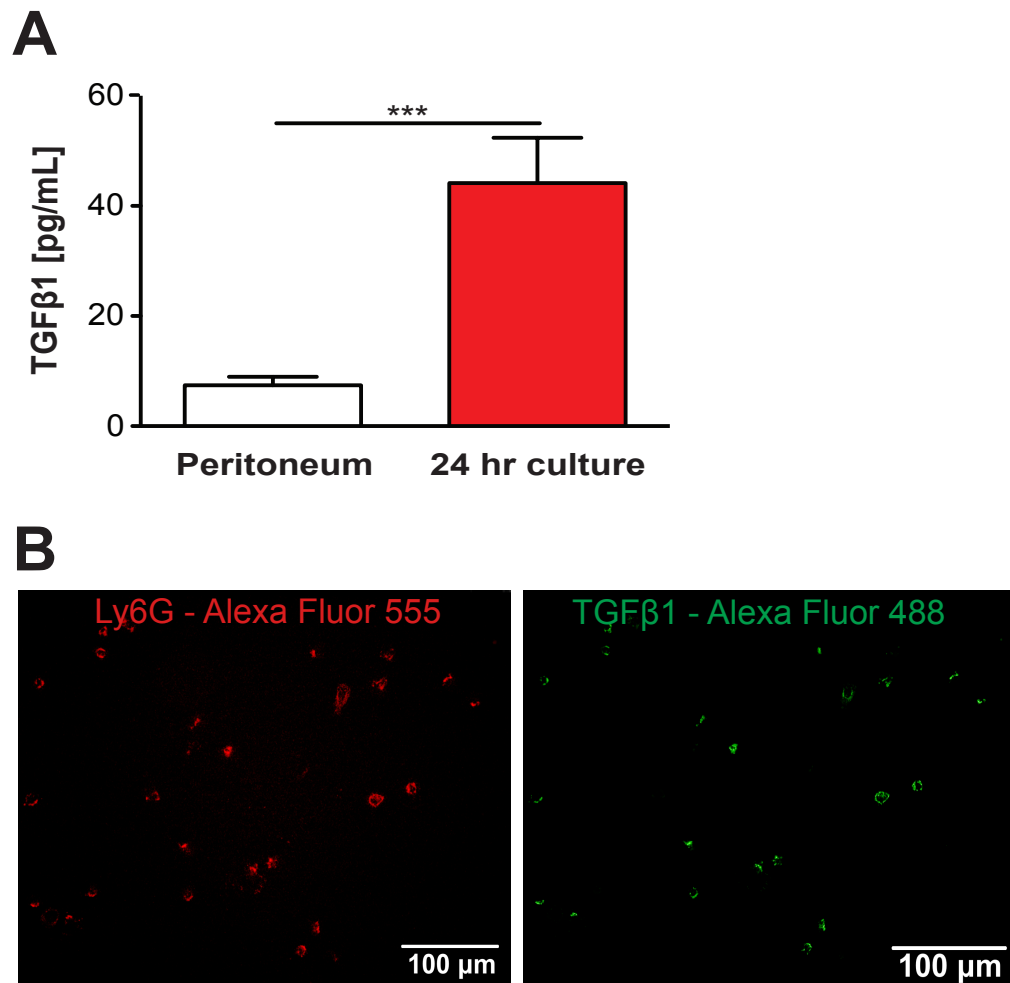 A
60
40
20
0
TGFβ1 [pg/mL]
***
Peritoneum
24 hr culture
B
Ly6G - Alexa Fluor 555
TGFβ1 - Alexa Fluor 488
100 μm
100 μm